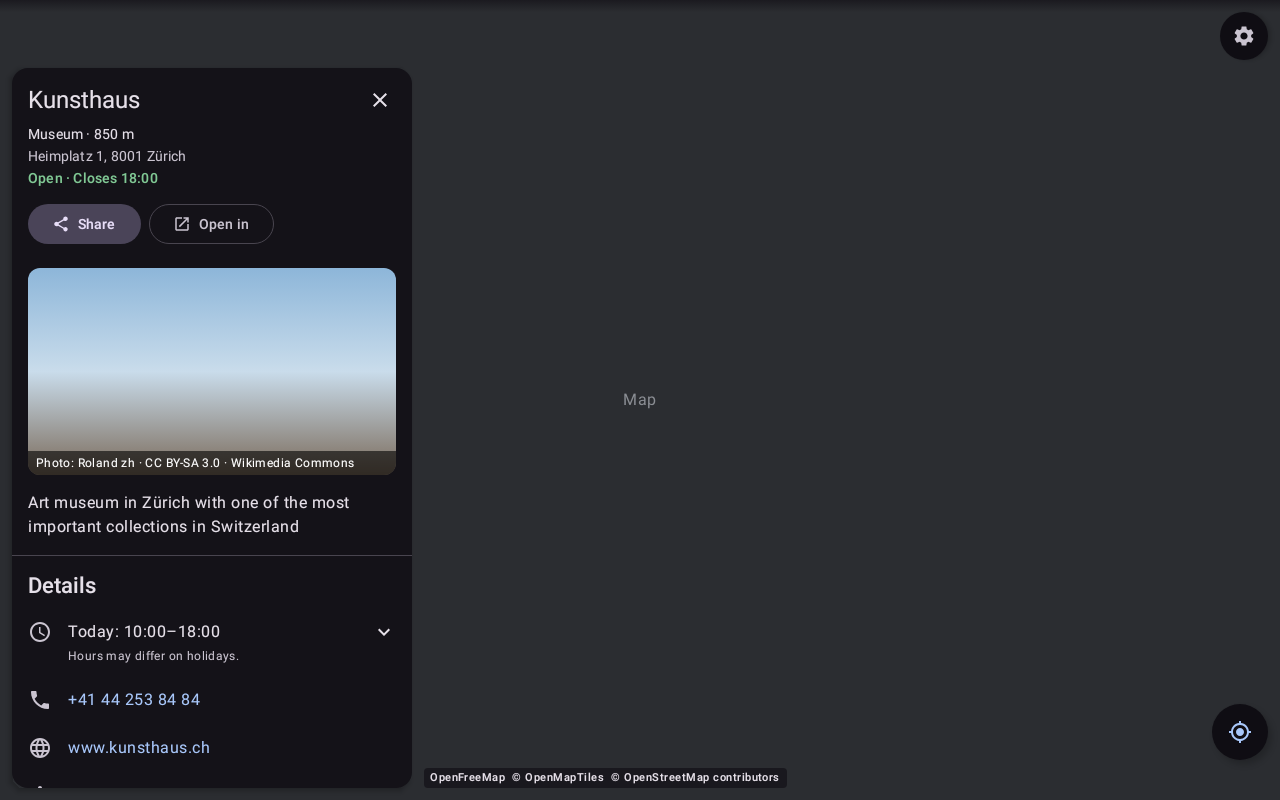 Kunsthaus
Museum · 850 m
Heimplatz 1, 8001 Zürich
Open · Closes 18:00
Share
Open in
Photo: Roland zh · CC BY-SA 3.0 · Wikimedia Commons
Art museum in Zürich with one of the most
important collections in Switzerland
Details
Today: 10:00–18:00
Hours may differ on holidays.
+41 44 253 84 84
www.kunsthaus.ch
Map
OpenFreeMap © OpenMapTiles © OpenStreetMap contributors